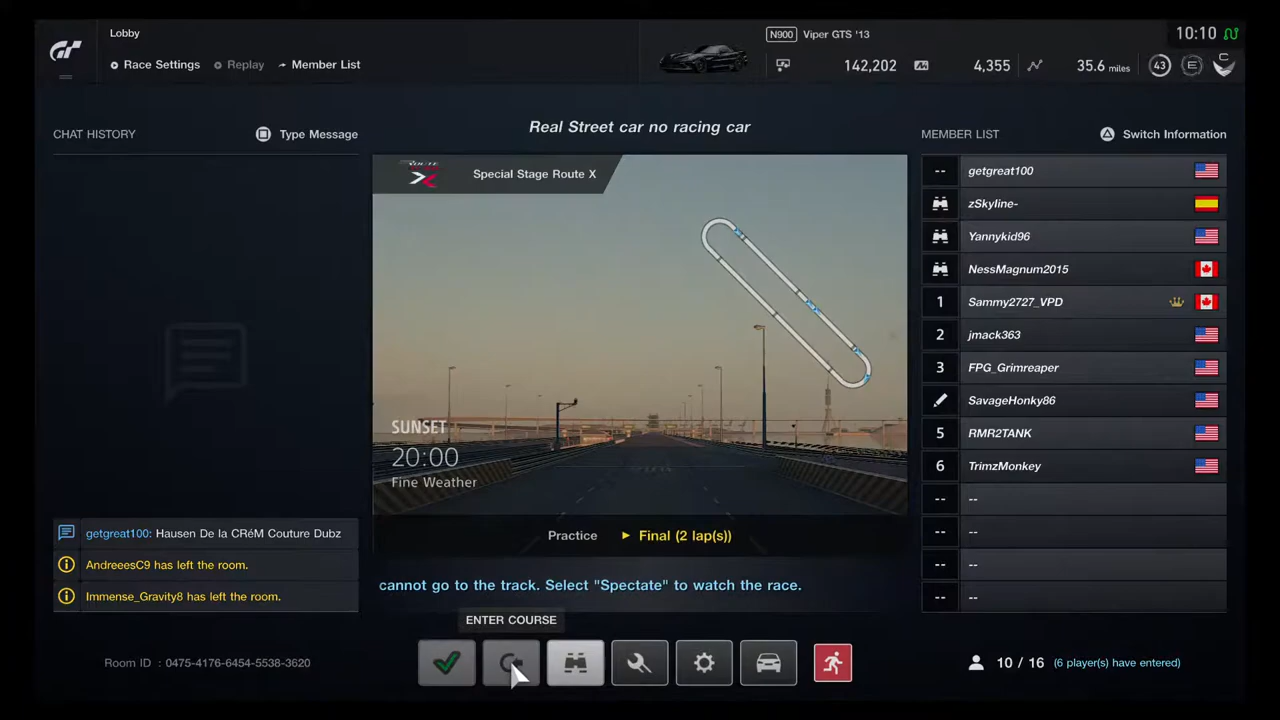 Lobby
Race Settings Replay Member List
N900 Viper GTS '13
142,202 4,355 35.6 miles 43 E C
10:10
CHAT HISTORY Type Message
Real Street car no racing car
MEMBER LIST Switch Information
Special Stage Route X
SUNSET
20:00
Fine Weather
Practice Final (2 lap(s))
-- getgreat100
zSkyline-
Yannykid96
NessMagnum2015
1 Sammy2727_VPD
2 jmack363
3 FPG_Grimreaper
SavageHonky86
5 RMR2TANK
6 TrimzMonkey
-- --
-- --
-- --
-- --
getgreat100: Hausen De la CRéM Couture Dubz
AndreeesC9 has left the room.
Immense_Gravity8 has left the room.
cannot go to the track. Select "Spectate" to watch the race.
ENTER COURSE
Room ID : 0475-4176-6454-5538-3620
10 / 16 (6 player(s) have entered)